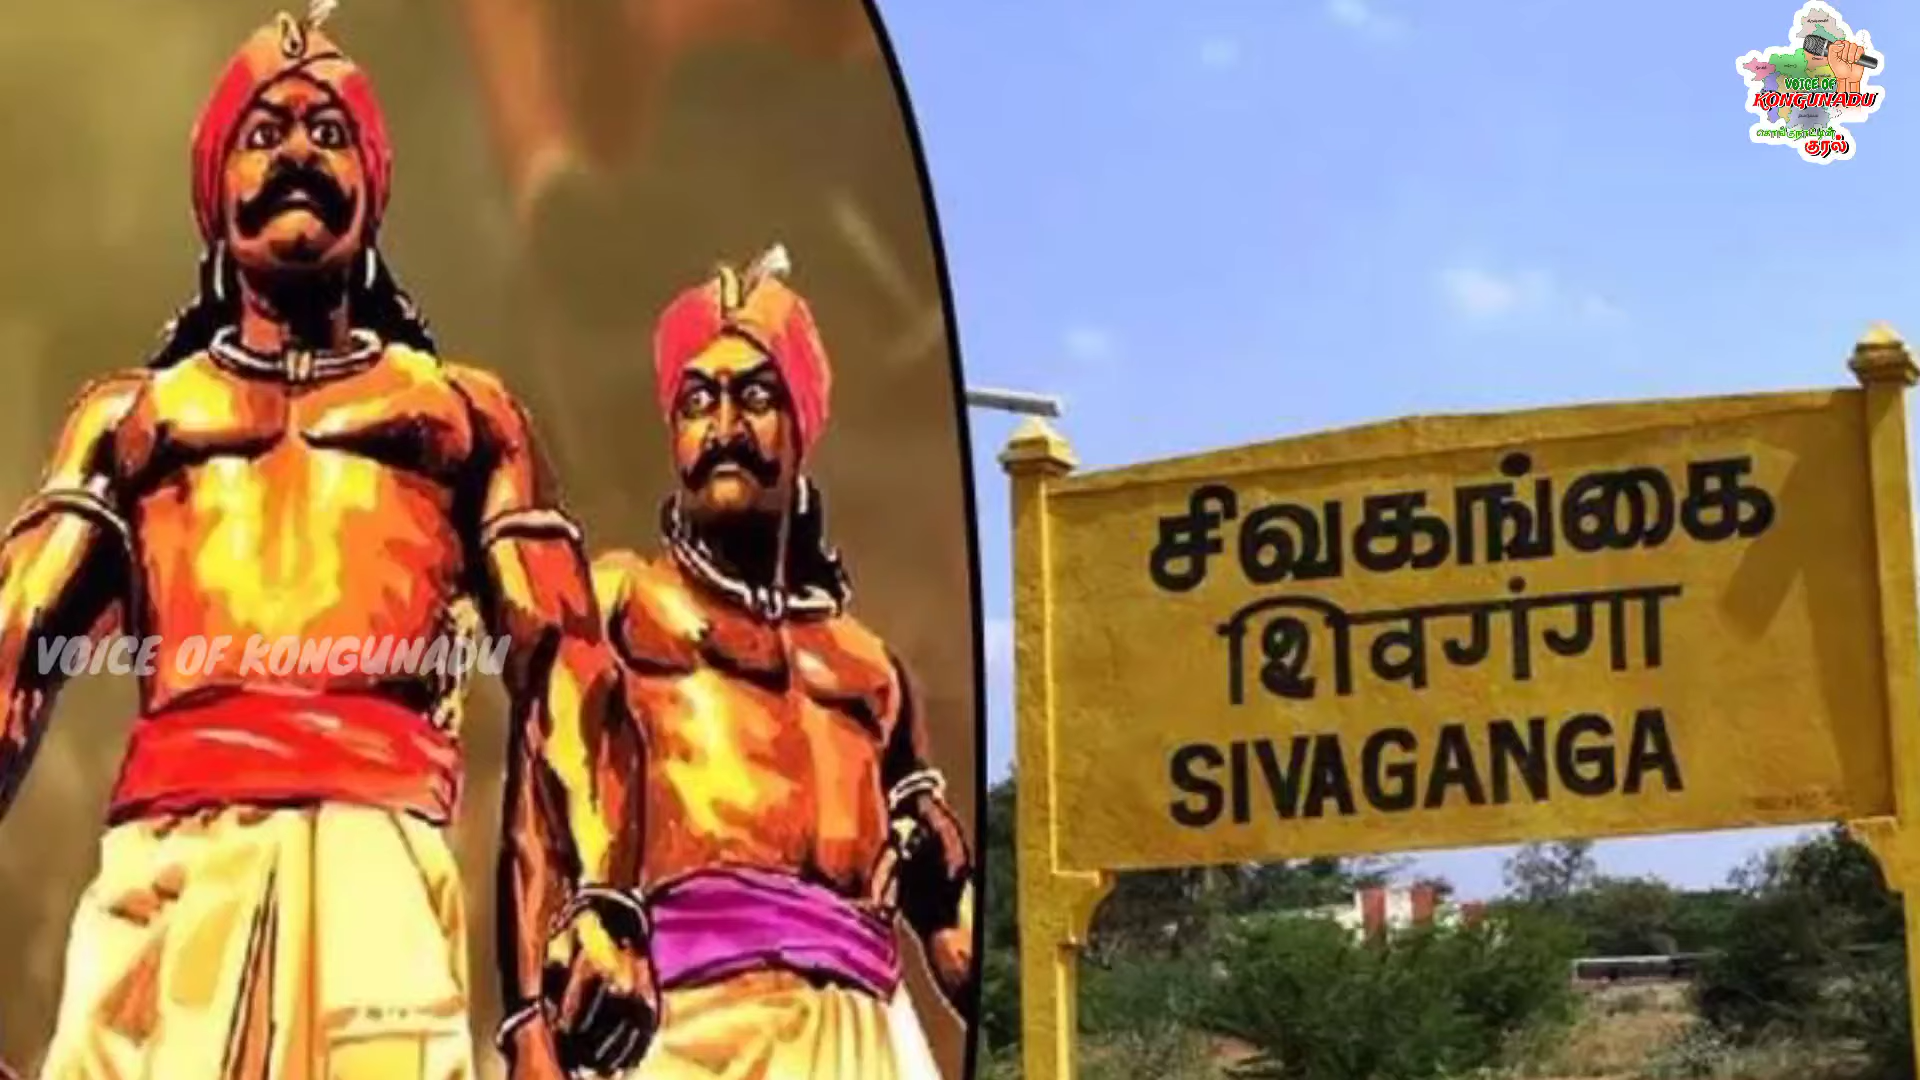 VOICE OF
KONGUNADU
கொங்குநாட்டின்
குரல்
சிவகங்கை
शिवगंगा
SIVAGANGA
VOICE OF KONGUNADU